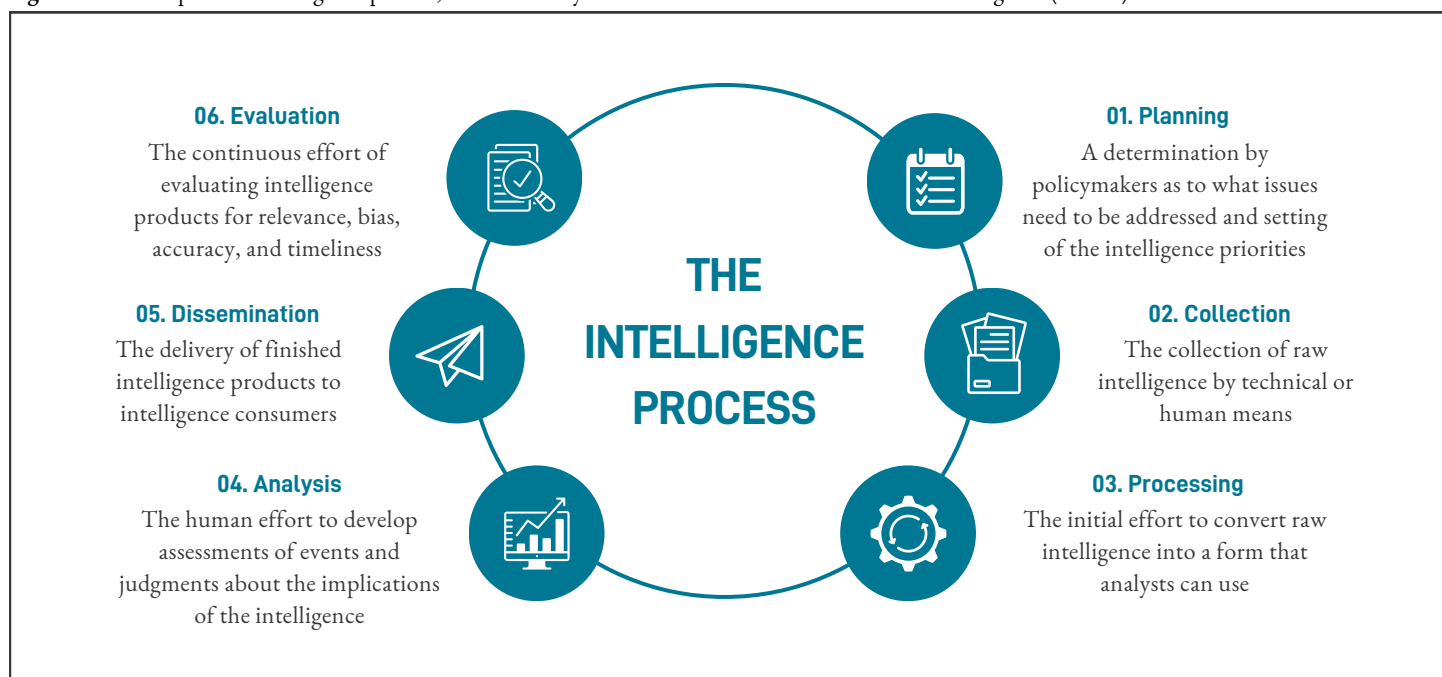 01. Planning
A determination by
policymakers as to what issues
need to be addressed and setting
of the intelligence priorities
02. Collection
The collection of raw
intelligence by technical or
human means
03. Processing
The initial effort to convert raw
intelligence into a form that
analysts can use
04. Analysis
The human effort to develop
assessments of events and
judgments about the implications
of the intelligence
05. Dissemination
The delivery of finished
intelligence products to
intelligence consumers
06. Evaluation
The continuous effort of
evaluating intelligence
products for relevance, bias,
accuracy, and timeliness
THE
INTELLIGENCE
PROCESS